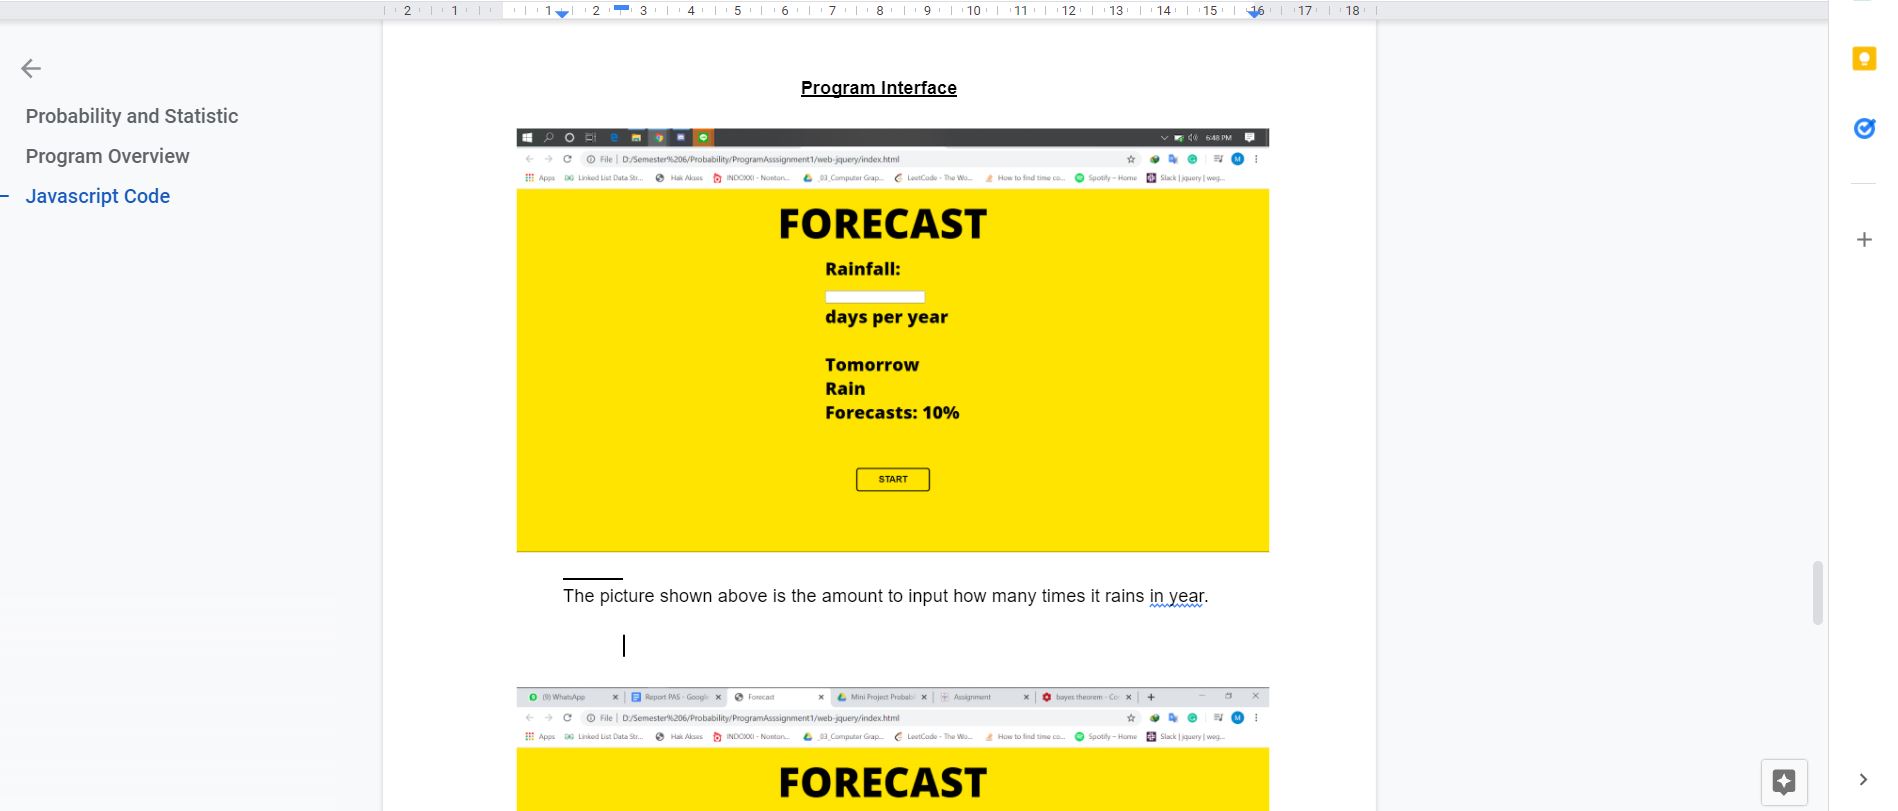 2 1 1 2 3 4 5 6 7 8 9 10 11 12 13 14 15 16 17 18
Probability and Statistic
Program Overview
Javascript Code
Program Interface
6:48 PM
File | D:/Semester%206/Probability/ProgramAsssignment1/web-jquery/index.html
M
Apps Linked List Data Str... Hak Akses INDOXXI - Nonton... _03_Computer Grap... LeetCode - The Wo... How to find time co... Spotify – Home Slack | jquery | weg...
FORECAST
Rainfall:
days per year
Tomorrow
Rain
Forecasts: 10%
START
The picture shown above is the amount to input how many times it rains in year.
(9) WhatsApp Report PAS - Google Forecast Mini Project Probabil Assignment bayes theorem - Co
File | D:/Semester%206/Probability/ProgramAsssignment1/web-jquery/index.html
M
Apps Linked List Data Str... Hak Akses INDOXXI - Nonton... _03_Computer Grap... LeetCode - The Wo... How to find time co... Spotify – Home Slack | jquery | weg...
FORECAST